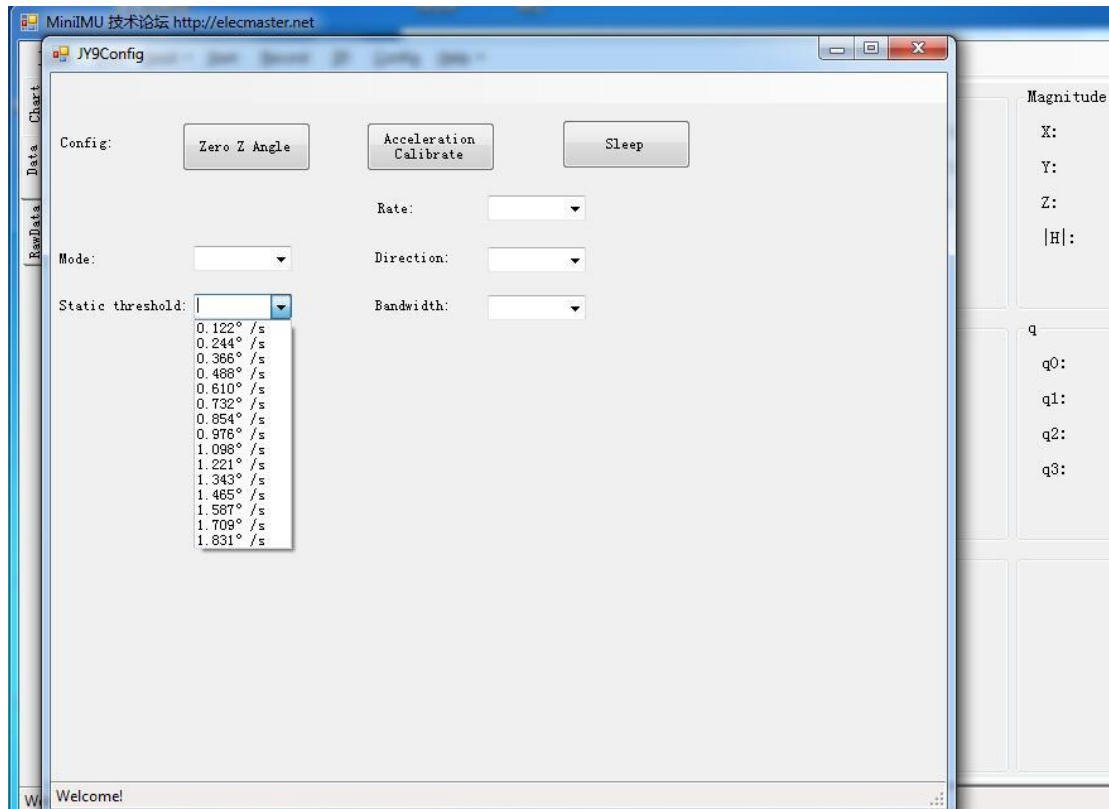 MiniIMU 技术论坛 http://elecmaster.net
JY9Config
Config:
Zero Z Angle
Acceleration
Calibrate
Sleep
Rate:
Mode:
Direction:
Static threshold:
Bandwidth:
0.122° /s
0.244° /s
0.366° /s
0.488° /s
0.610° /s
0.732° /s
0.854° /s
0.976° /s
1.098° /s
1.221° /s
1.343° /s
1.465° /s
1.587° /s
1.709° /s
1.831° /s
Welcome!
Chart
Data
RawData
Magnitude
X:
Y:
Z:
|H|:
q
q0:
q1:
q2:
q3: